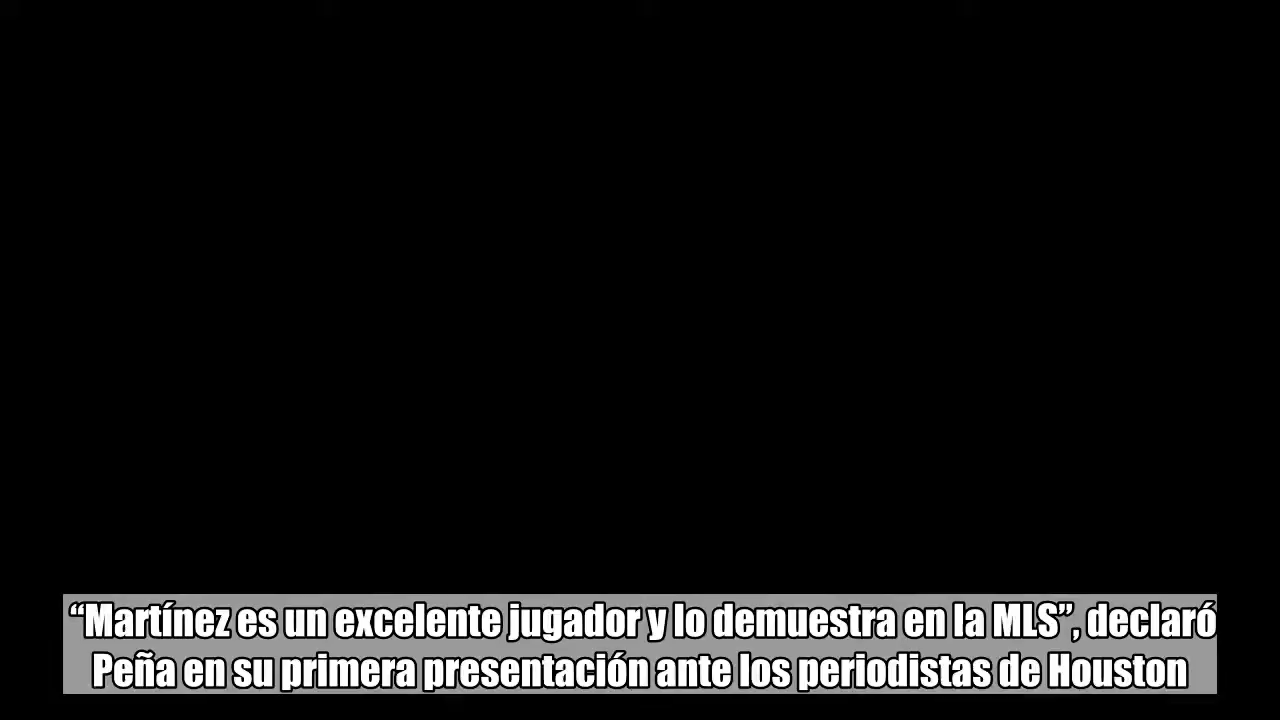 “Martínez es un excelente jugador y lo demuestra en la MLS”, declaró
Peña en su primera presentación ante los periodistas de Houston